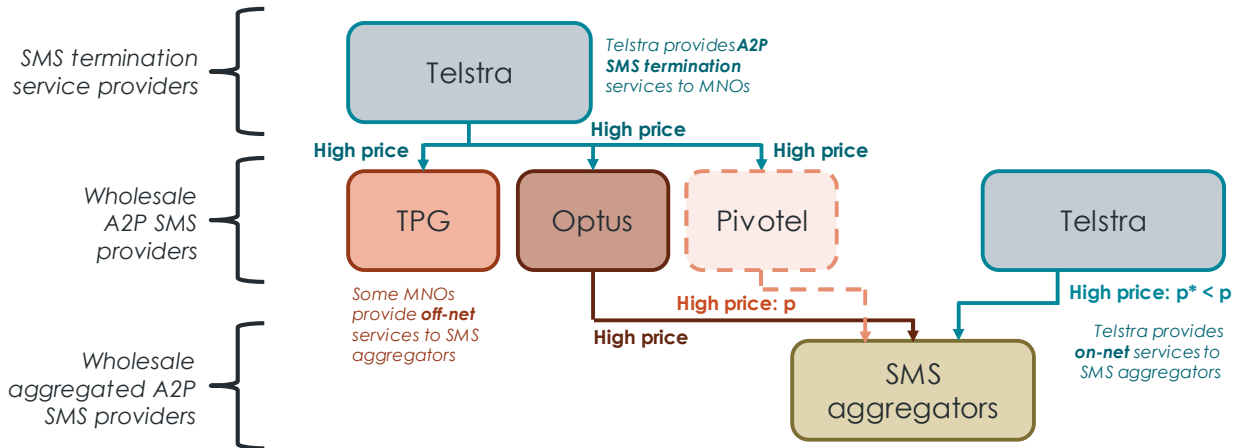 SMS termination
service providers
Telstra
Telstra provides A2P
SMS termination
services to MNOs
High price
High price
High price
Wholesale
A2P SMS
providers
TPG
Optus
Pivotel
Telstra
Some MNOs
provide off-net
services to SMS
aggregators
High price: p
High price
High price: p* < p
Telstra provides
on-net services to
SMS aggregators
Wholesale
aggregated A2P
SMS providers
SMS
aggregators